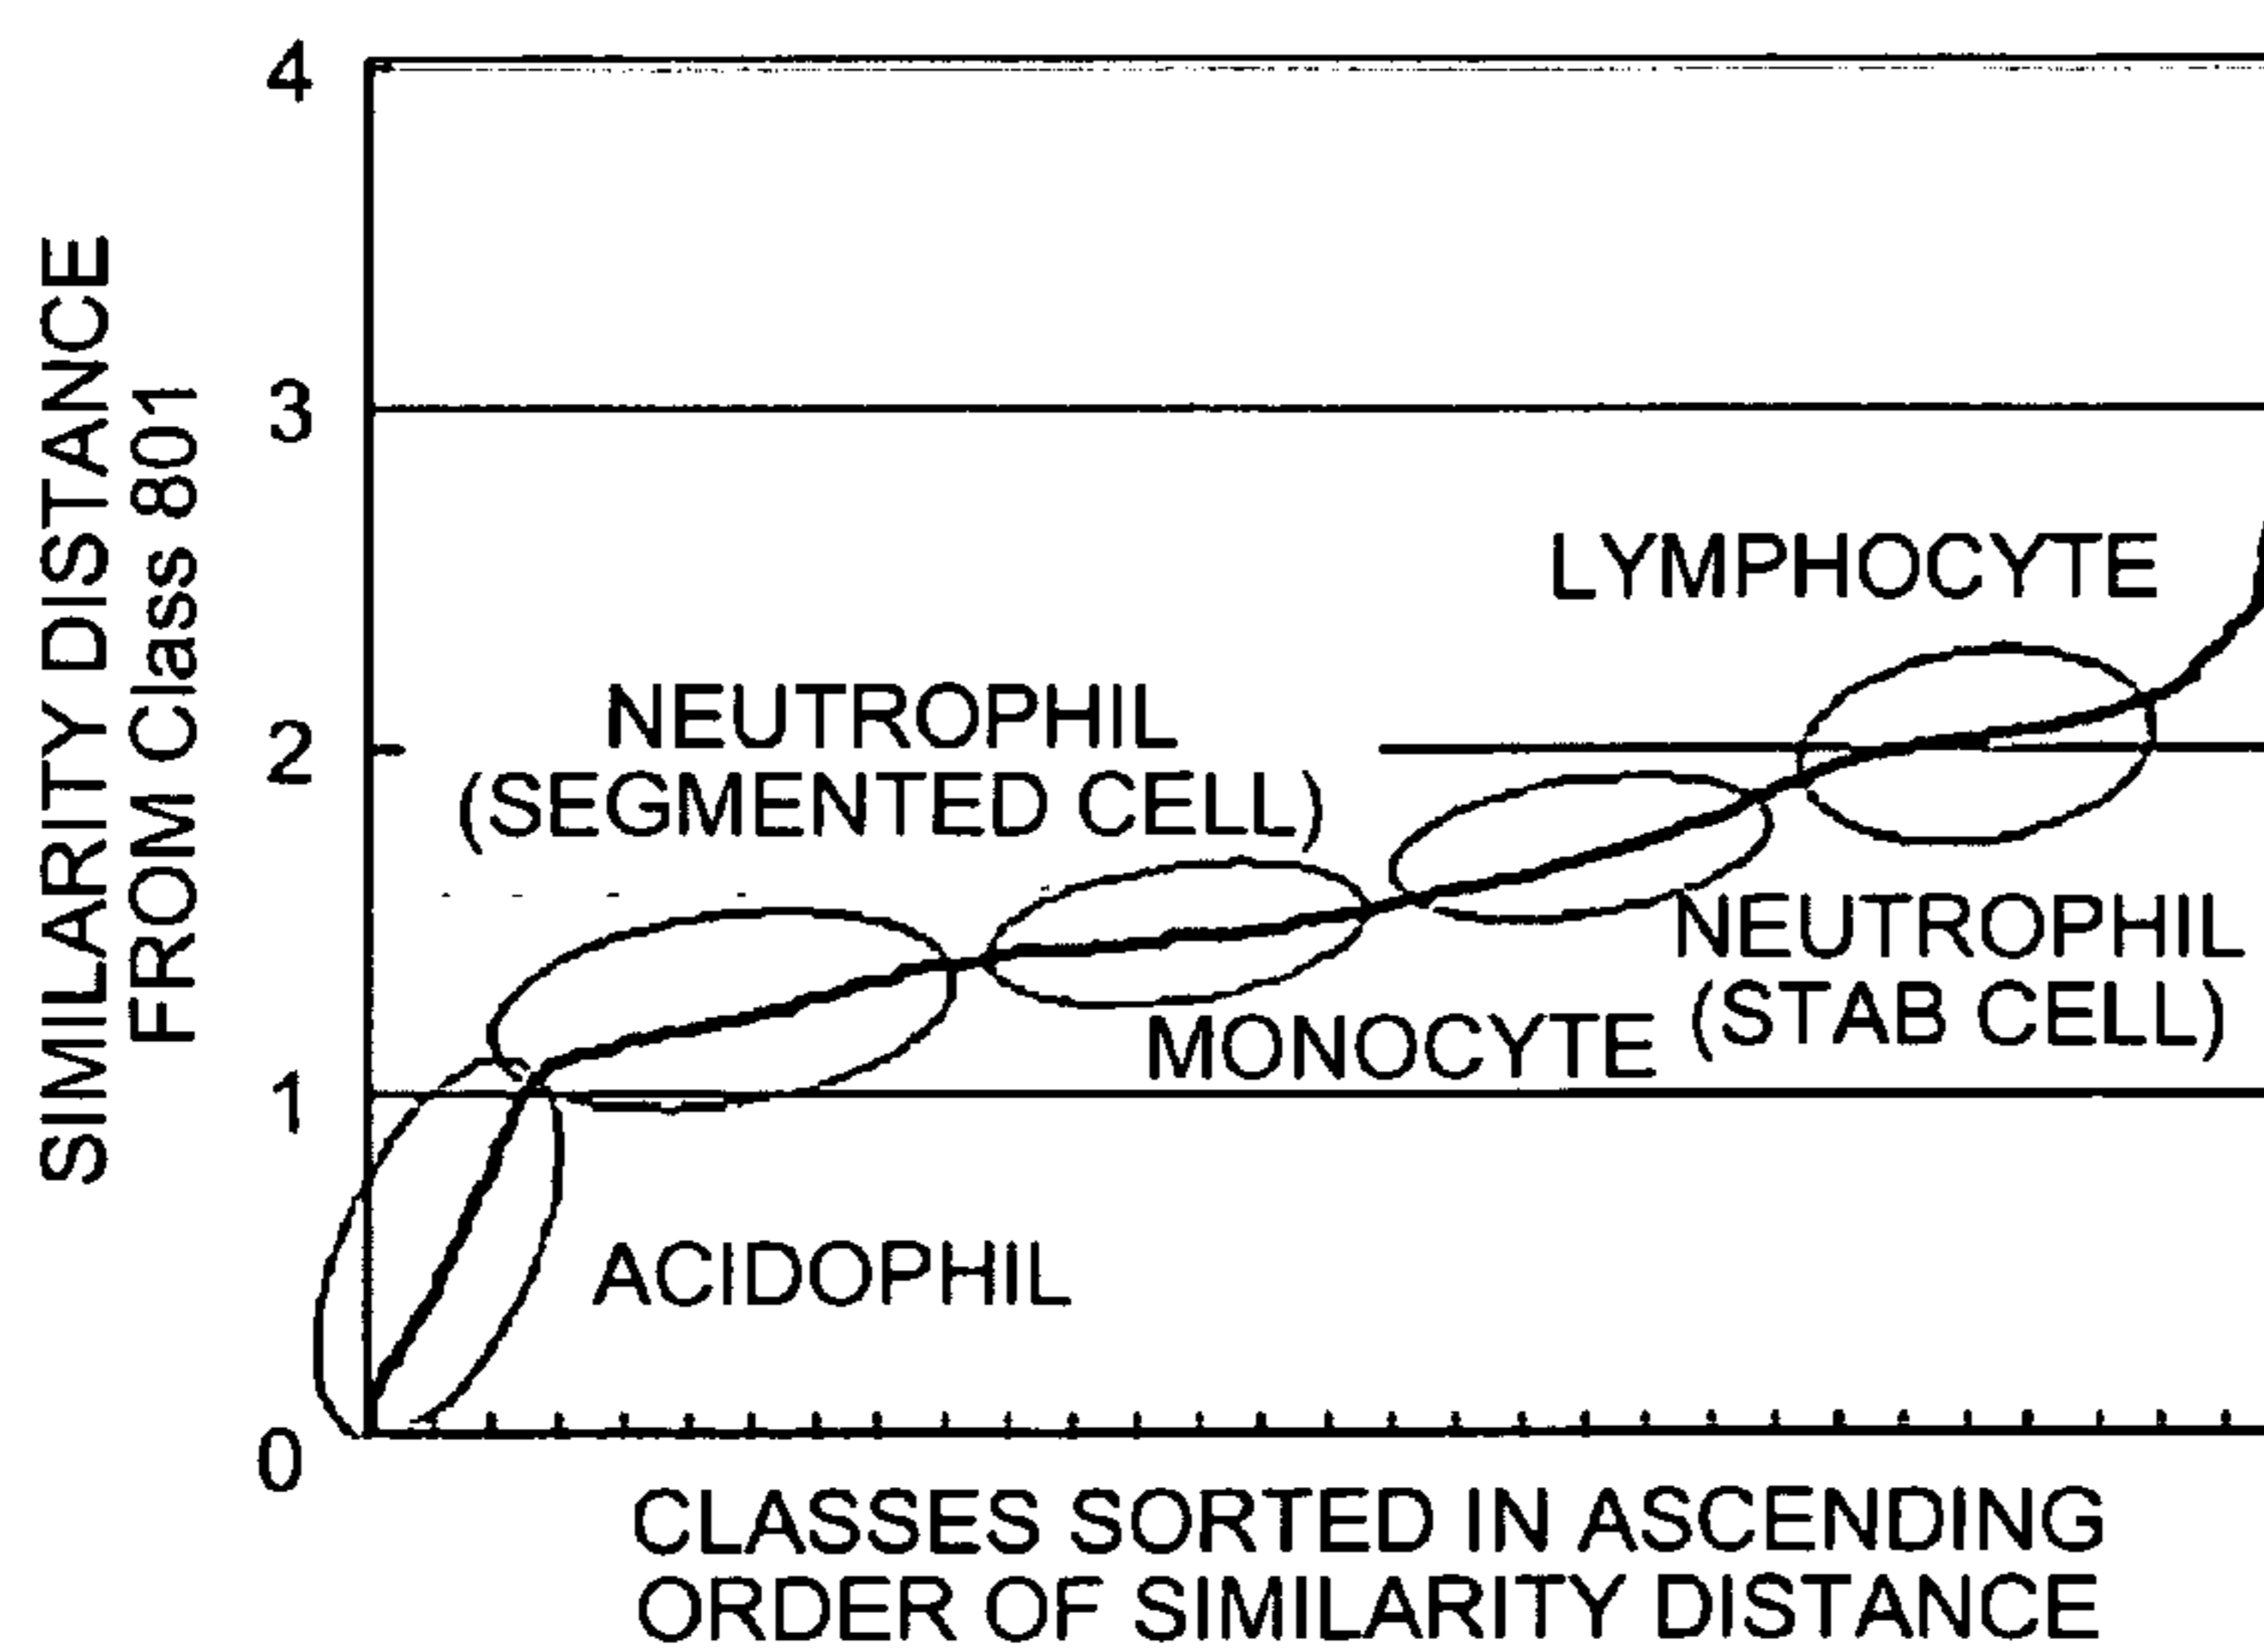 SIMILARITY DISTANCE
FROM Class 801
4
3
2
1
0
LYMPHOCYTE
NEUTROPHIL
(SEGMENTED CELL)
NEUTROPHIL
(STAB CELL)
MONOCYTE
ACIDOPHIL
CLASSES SORTED IN ASCENDING
ORDER OF SIMILARITY DISTANCE